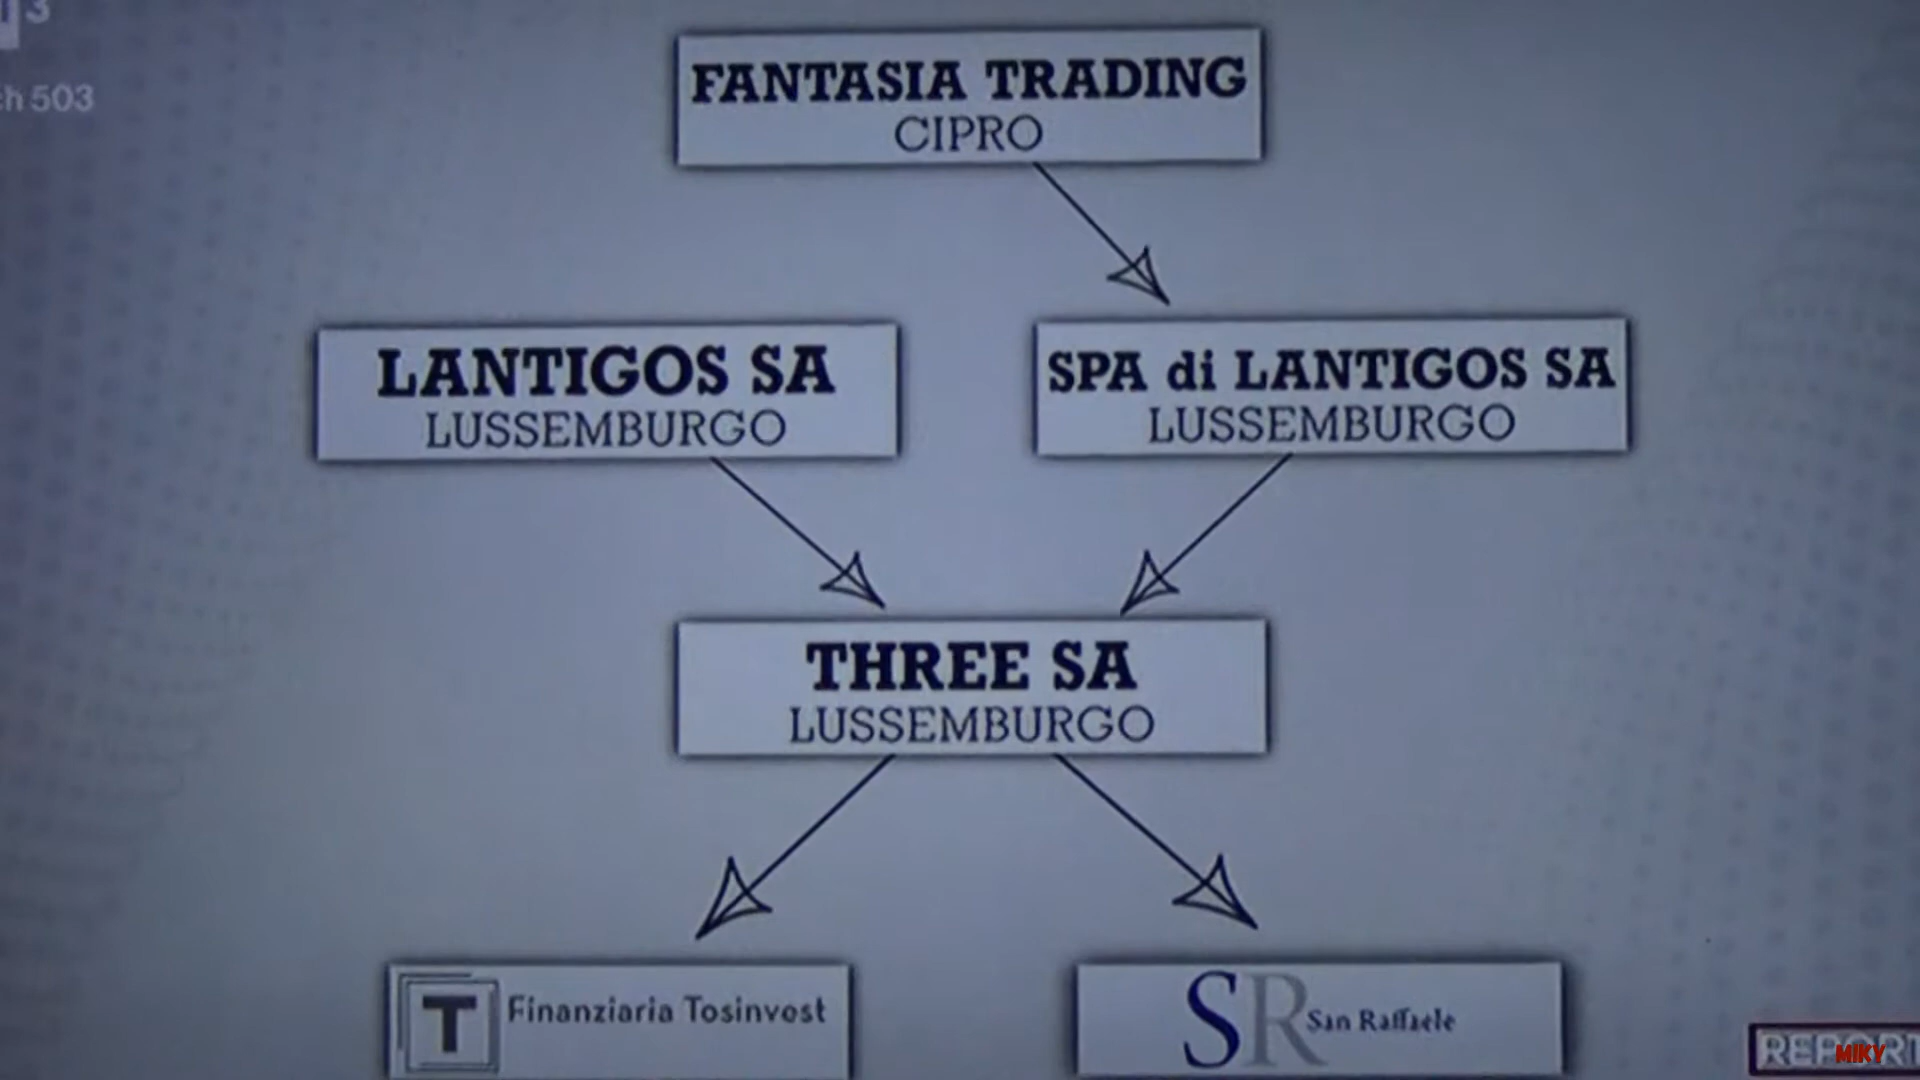 3
ch 503
FANTASIA TRADING
CIPRO
LANTIGOS SA
LUSSEMBURGO
SPA di LANTIGOS SA
LUSSEMBURGO
THREE SA
LUSSEMBURGO
T Finanziaria Tosinvest
SR San Raffaele
REPORT
MIKY